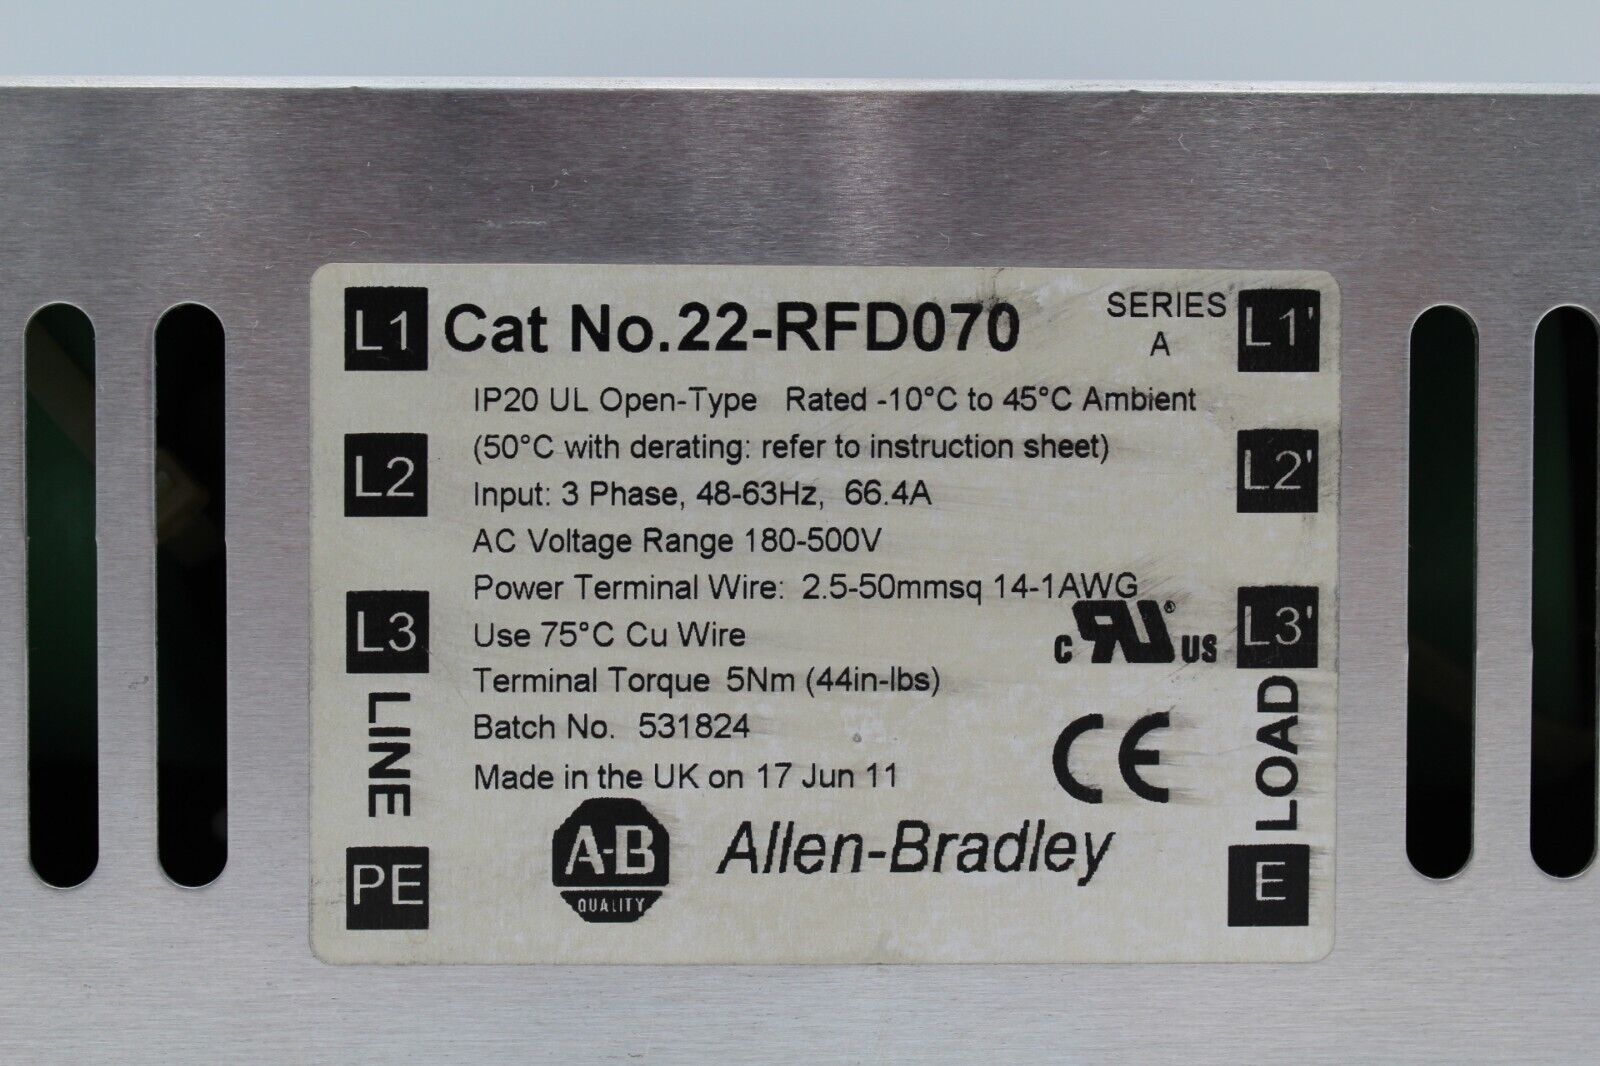 L1 Cat No.22-RFD070 SERIES A L1'
IP20 UL Open-Type Rated -10°C to 45°C Ambient
(50°C with derating: refer to instruction sheet)
L2 Input: 3 Phase, 48-63Hz, 66.4A L2'
AC Voltage Range 180-500V
Power Terminal Wire: 2.5-50mmsq 14-1AWG
L3 Use 75°C Cu Wire L3'
c RU ® US
Terminal Torque 5Nm (44in-lbs)
Batch No. 531824
Made in the UK on 17 Jun 11
CE
LINE
LOAD
PE
A-B
QUALITY
Allen-Bradley
E